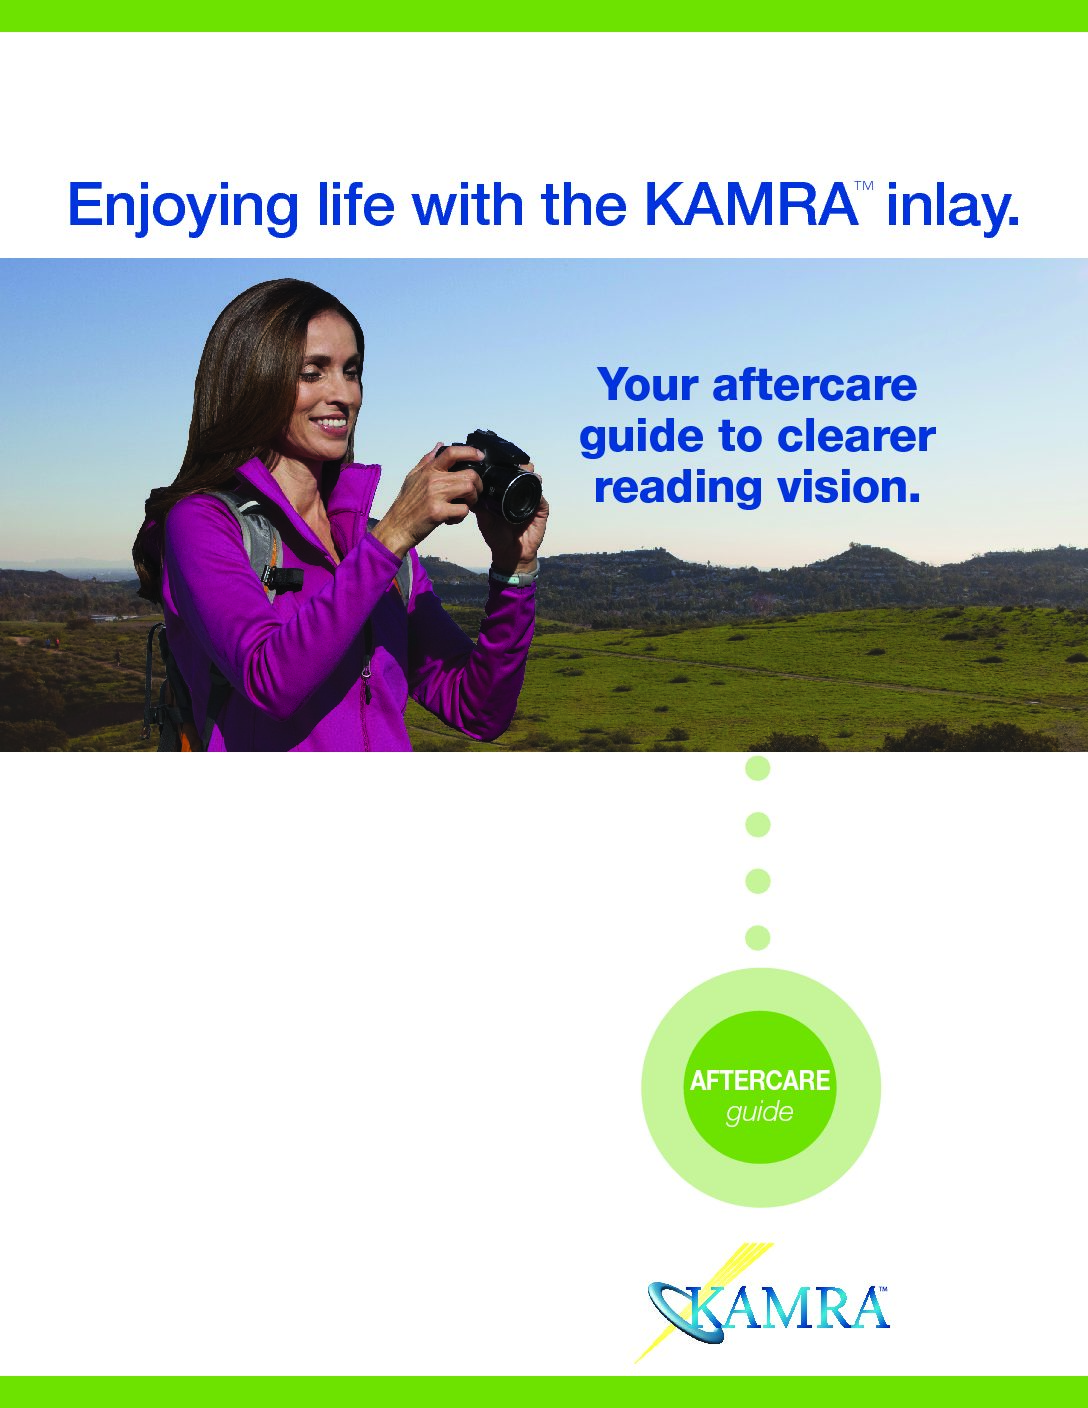 Enjoying life with the KAMRA™ inlay.
Your aftercare
guide to clearer
reading vision.
AFTERCARE
guide
KAMRA™